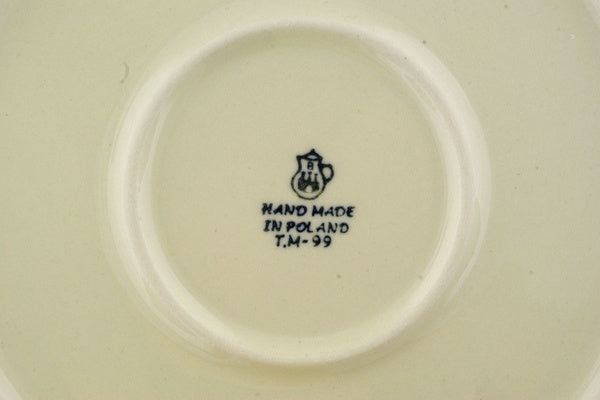 B
HAND MADE
IN POLAND
T.M-99